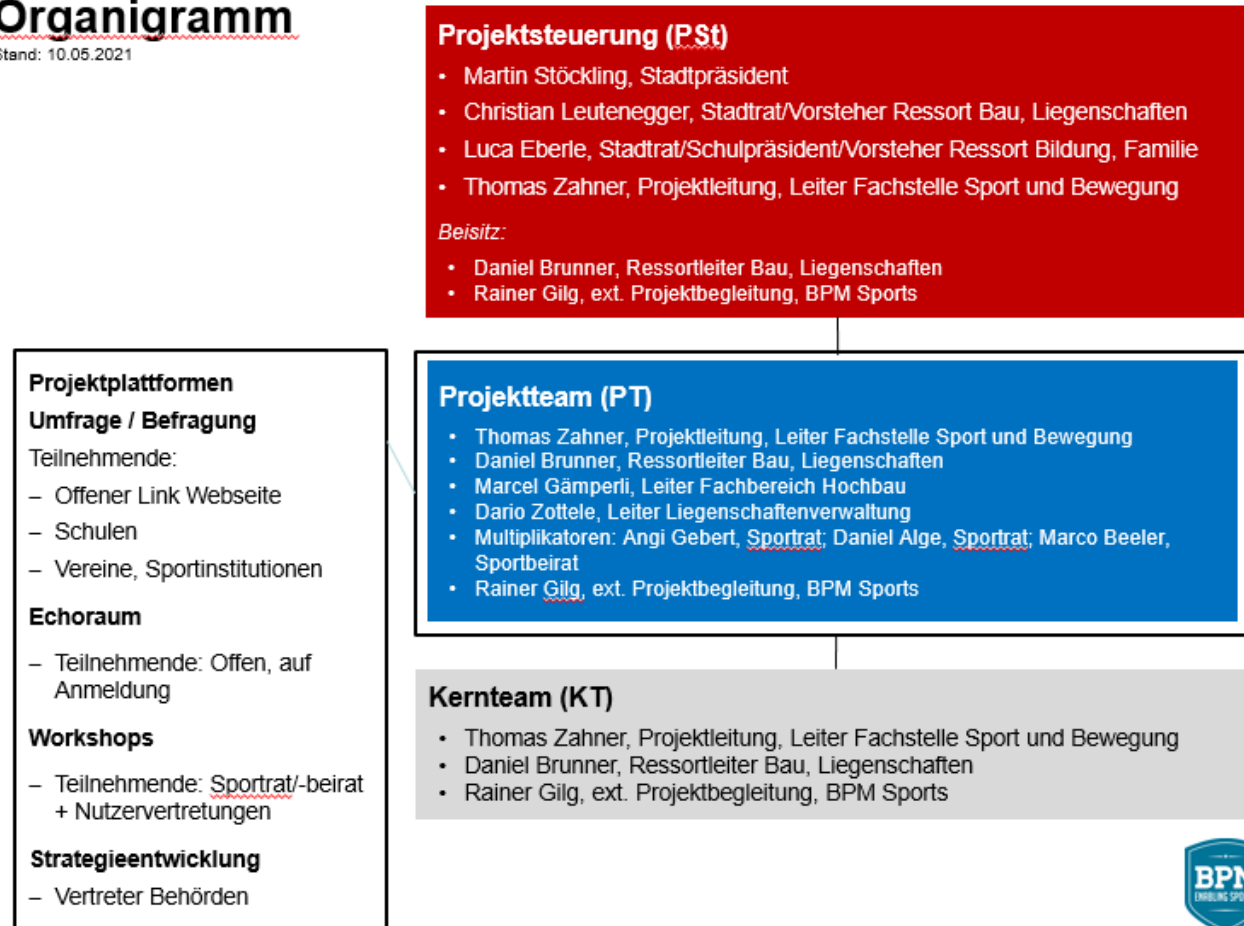 Organigramm
Stand: 10.05.2021
Projektsteuerung (PSt)
• Martin Stöckling, Stadtpräsident
• Christian Leutenegger, Stadtrat/Vorsteher Ressort Bau, Liegenschaften
• Luca Eberle, Stadtrat/Schulpräsident/Vorsteher Ressort Bildung, Familie
• Thomas Zahner, Projektleitung, Leiter Fachstelle Sport und Bewegung
Beisitz:
• Daniel Brunner, Ressortleiter Bau, Liegenschaften
• Rainer Gilg, ext. Projektbegleitung, BPM Sports
Projektplattformen
Umfrage / Befragung
Teilnehmende:
– Offener Link Webseite
– Schulen
– Vereine, Sportinstitutionen
Echoraum
– Teilnehmende: Offen, auf
Anmeldung
Workshops
– Teilnehmende: Sportrat/-beirat
+ Nutzervertretungen
Strategieentwicklung
– Vertreter Behörden
Projektteam (PT)
• Thomas Zahner, Projektleitung, Leiter Fachstelle Sport und Bewegung
• Daniel Brunner, Ressortleiter Bau, Liegenschaften
• Marcel Gämperli, Leiter Fachbereich Hochbau
• Dario Zottele, Leiter Liegenschaftenverwaltung
• Multiplikatoren: Angi Gebert, Sportrat; Daniel Alge, Sportrat; Marco Beeler,
Sportbeirat
• Rainer Gilg, ext. Projektbegleitung, BPM Sports
Kernteam (KT)
• Thomas Zahner, Projektleitung, Leiter Fachstelle Sport und Bewegung
• Daniel Brunner, Ressortleiter Bau, Liegenschaften
• Rainer Gilg, ext. Projektbegleitung, BPM Sports
BPM
ENABLING